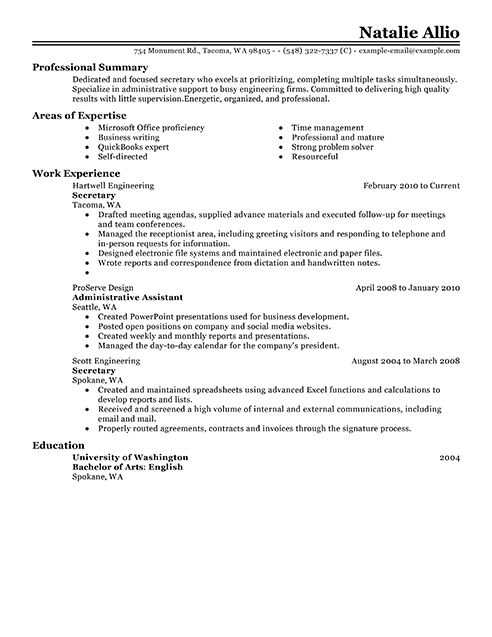 Natalie Allio
754 Monument Rd., Tacoma, WA 98405 - - (548) 322-7337 (C) - example-email@example.com
Professional Summary
Dedicated and focused secretary who excels at prioritizing, completing multiple tasks simultaneously.
Specialize in administrative support to busy engineering firms. Committed to delivering high quality
results with little supervision.Energetic, organized, and professional.
Areas of Expertise
• Microsoft Office proficiency
• Business writing
• QuickBooks expert
• Self-directed
• Time management
• Professional and mature
• Strong problem solver
• Resourceful
Work Experience
Hartwell Engineering February 2010 to Current
Secretary
Tacoma, WA
• Drafted meeting agendas, supplied advance materials and executed follow-up for meetings
and team conferences.
• Managed the receptionist area, including greeting visitors and responding to telephone and
in-person requests for information.
• Designed electronic file systems and maintained electronic and paper files.
• Wrote reports and correspondence from dictation and handwritten notes.
•
ProServe Design April 2008 to January 2010
Administrative Assistant
Seattle, WA
• Created PowerPoint presentations used for business development.
• Posted open positions on company and social media websites.
• Created weekly and monthly reports and presentations.
• Managed the day-to-day calendar for the company's president.
Scott Engineering August 2004 to March 2008
Secretary
Spokane, WA
• Created and maintained spreadsheets using advanced Excel functions and calculations to
develop reports and lists.
• Received and screened a high volume of internal and external communications, including
email and mail.
• Properly routed agreements, contracts and invoices through the signature process.
Education
University of Washington 2004
Bachelor of Arts: English
Spokane, WA